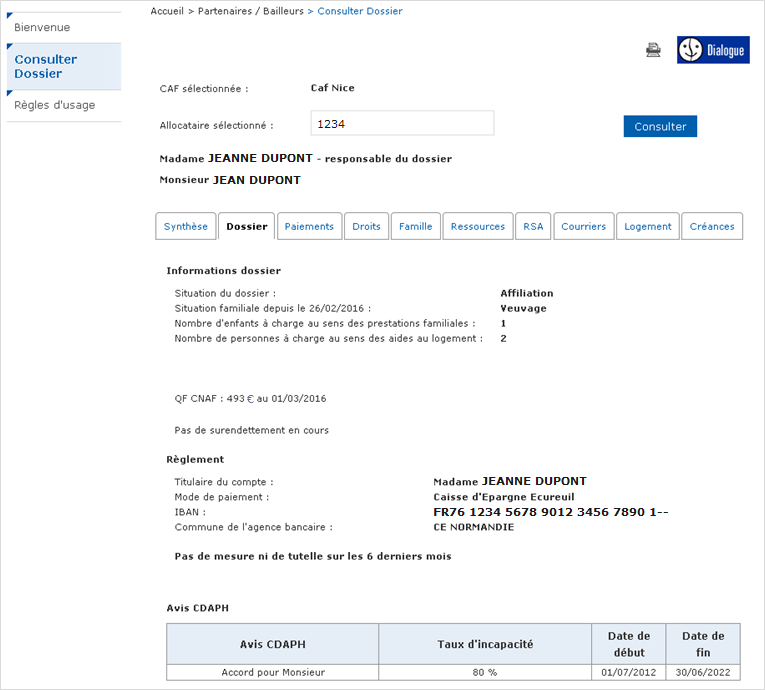 Accueil > Partenaires / Bailleurs > Consulter Dossier
Bienvenue
Consulter
Dossier
Règles d'usage
Dialogue
CAF sélectionnée : Caf Nice
Allocataire sélectionné : 1234 Consulter
Madame JEANNE DUPONT - responsable du dossier
Monsieur JEAN DUPONT
Synthèse Dossier Paiements Droits Famille Ressources RSA Courriers Logement Créances
Informations dossier
Situation du dossier : Affiliation
Situation familiale depuis le 26/02/2016 : Veuvage
Nombre d'enfants à charge au sens des prestations familiales : 1
Nombre de personnes à charge au sens des aides au logement : 2
QF CNAF : 493 € au 01/03/2016
Pas de surendettement en cours
Règlement
Titulaire du compte : Madame JEANNE DUPONT
Mode de paiement : Caisse d'Epargne Ecureuil
IBAN : FR76 1234 5678 9012 3456 7890 1--
Commune de l'agence bancaire : CE NORMANDIE
Pas de mesure ni de tutelle sur les 6 derniers mois
Avis CDAPH
Avis CDAPH Taux d'incapacité Date de début Date de fin
Accord pour Monsieur 80 % 01/07/2012 30/06/2022